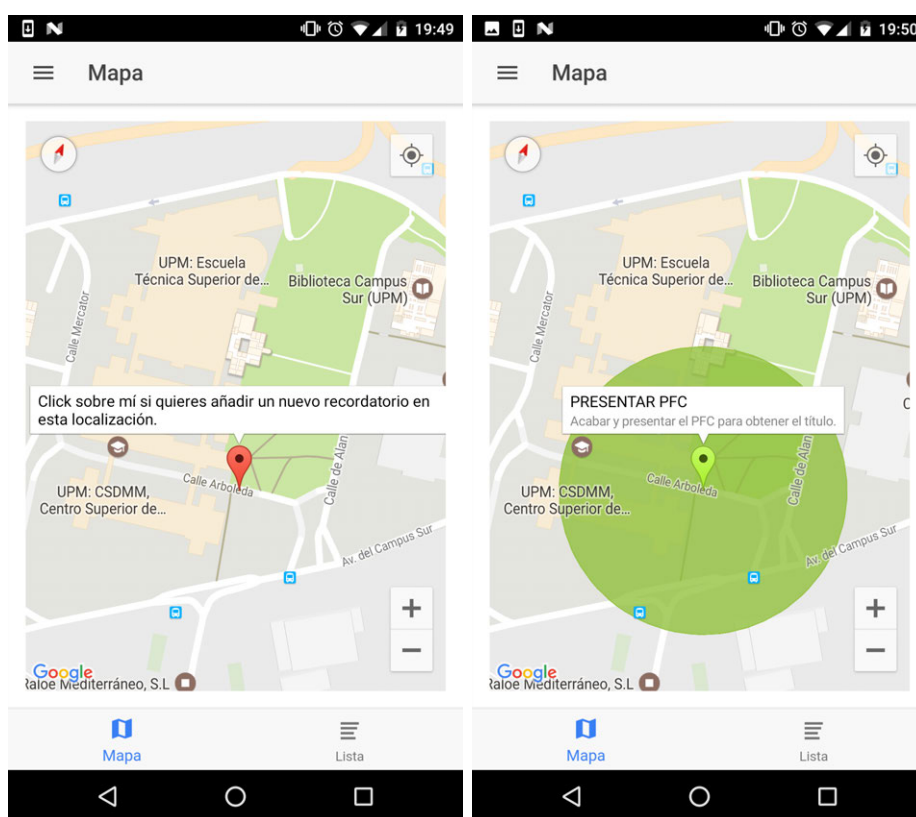 19:49
Mapa
UPM: Escuela
Técnica Superior de...
Biblioteca Campus
Sur (UPM)
Calle Mercator
Click sobre mí si quieres añadir un nuevo recordatorio en
esta localización.
Calle Arboleda
Calle de Alan
UPM: CSDMM,
Centro Superior de...
Av. del Campus Sur
+
−
Google
Raloe Mediterráneo, S.L
Mapa
Lista
19:50
Mapa
UPM: Escuela
Técnica Superior de...
Biblioteca Campus
Sur (UPM)
Calle Mercator
PRESENTAR PFC
Acabar y presentar el PFC para obtener el título.
C
Calle Arboleda
Calle de Alan
UPM: CSDMM,
Centro Superior de...
Av. del Campus Sur
+
−
Google
Raloe Mediterráneo, S.L
Mapa
Lista